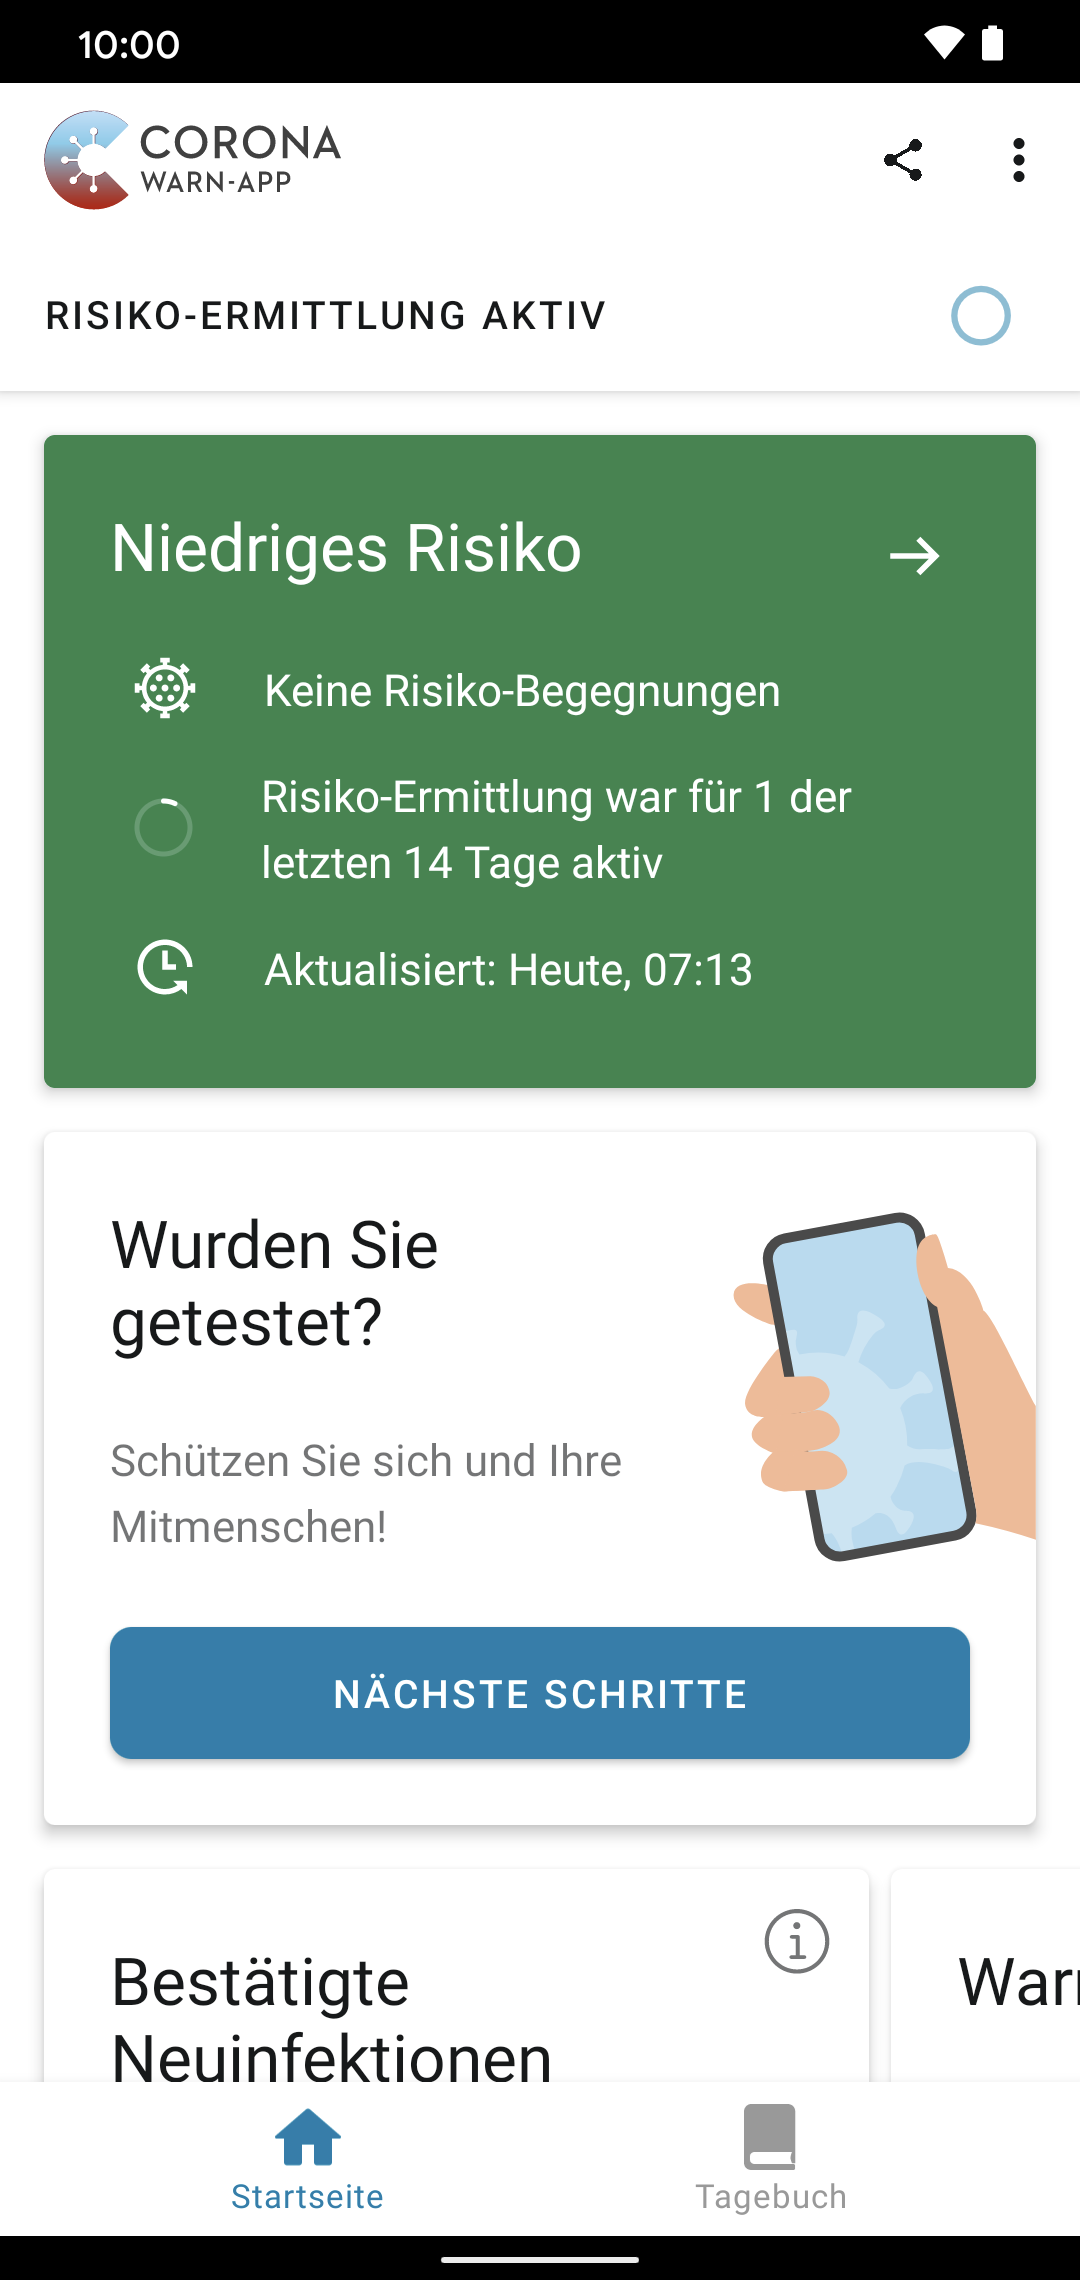 10:00
CORONA
WARN-APP
RISIKO-ERMITTLUNG AKTIV
Niedriges Risiko
Keine Risiko-Begegnungen
Risiko-Ermittlung war für 1 der
letzten 14 Tage aktiv
Aktualisiert: Heute, 07:13
Wurden Sie
getestet?
Schützen Sie sich und Ihre
Mitmenschen!
NÄCHSTE SCHRITTE
Bestätigte
Neuinfektionen
Startseite
Tagebuch